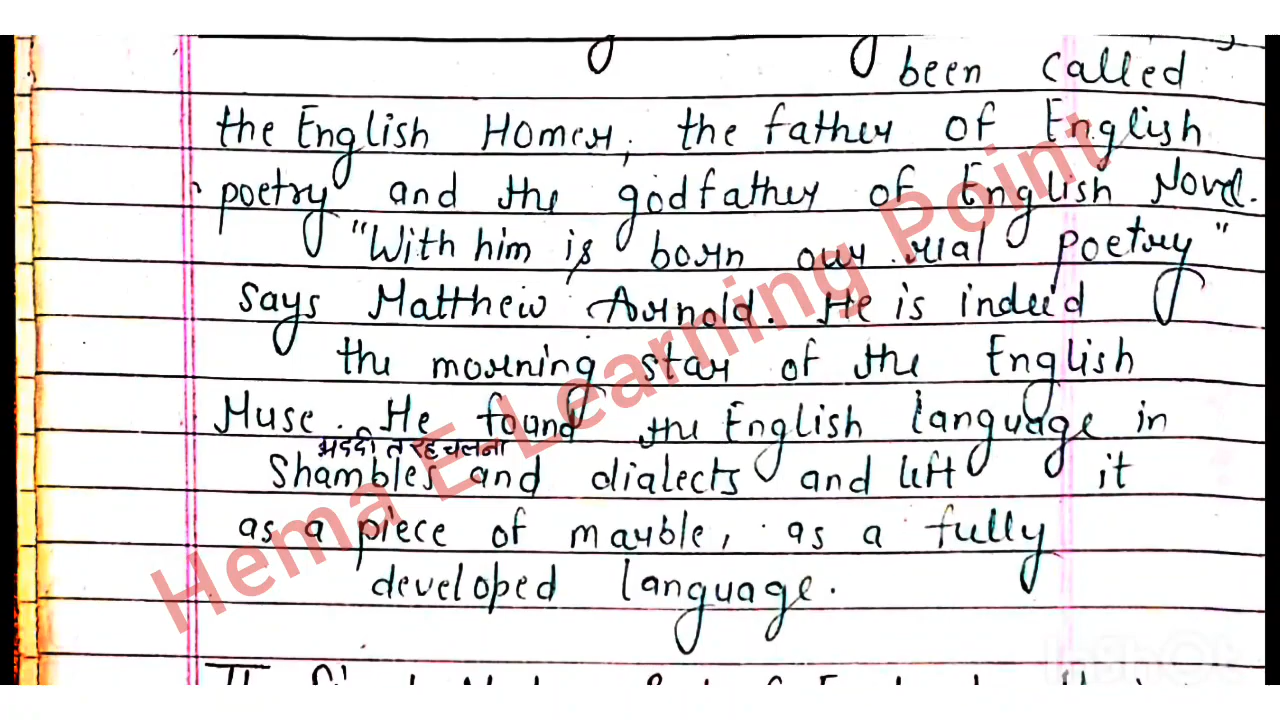 been called
the English Homer, the father of English
poetry and the godfather of English Novel.
"With him is born our real poetry"
says Matthew Arnold. He is indeed
the morning star of the English
Muse. He found the English language in
भददी तरह चलना
Shambles and dialects and left it
as a piece of marble, as a fully
developed language.
Hema E Learning Point